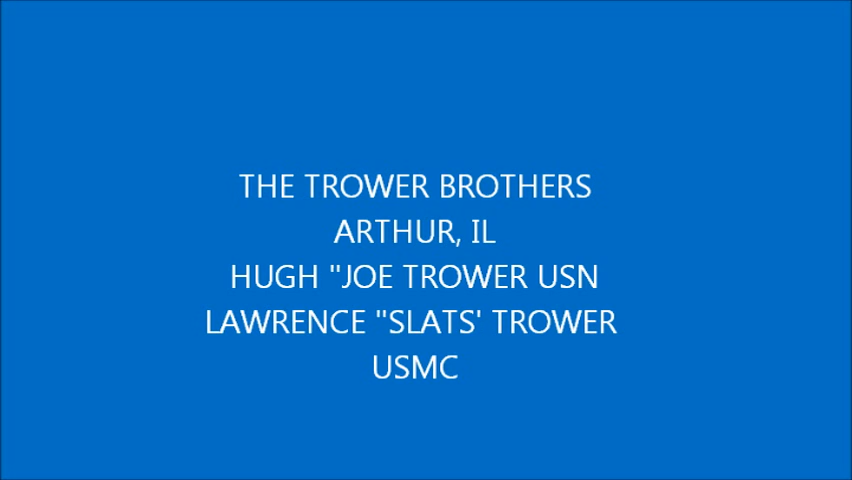 THE TROWER BROTHERS
ARTHUR, IL
HUGH "JOE TROWER USN
LAWRENCE "SLATS' TROWER
USMC